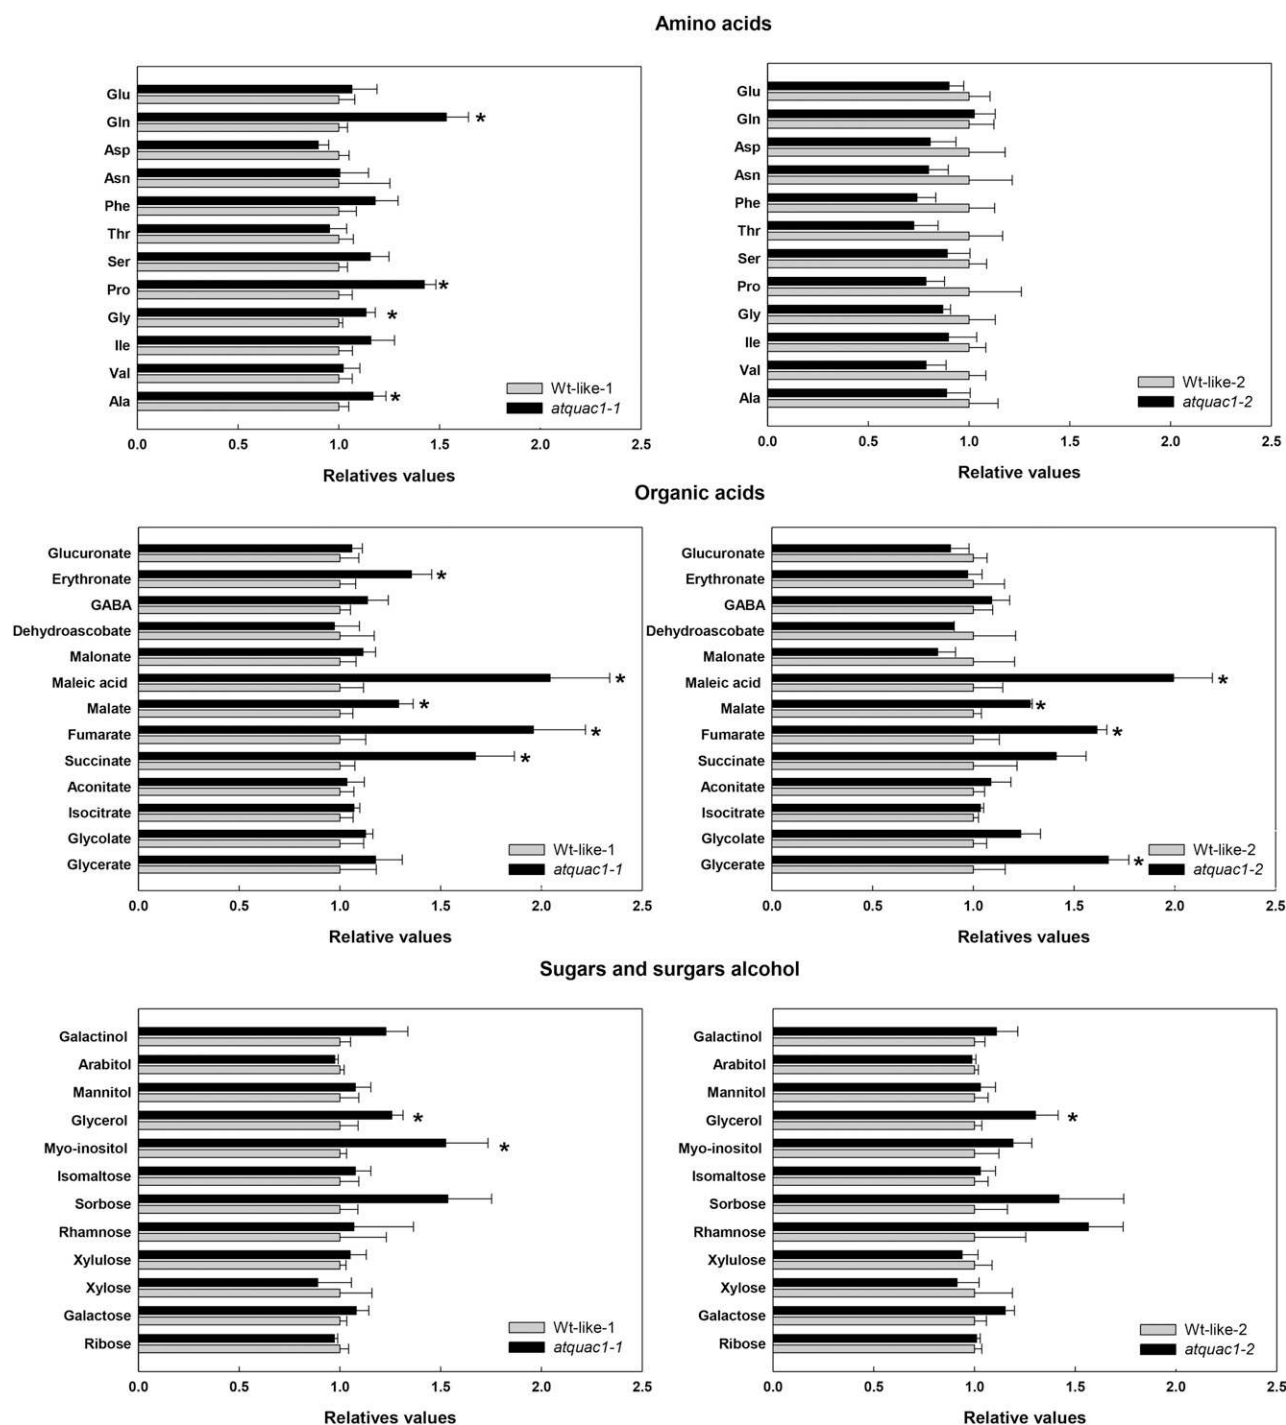 Amino acids
Glu
Gln
Asp
Asn
Phe
Thr
Ser
Pro
Gly
Ile
Val
Ala
*
*
*
*
Wt-like-1
atquac1-1
0.0 0.5 1.0 1.5 2.0 2.5
Relatives values
Glu
Gln
Asp
Asn
Phe
Thr
Ser
Pro
Gly
Ile
Val
Ala
Wt-like-2
atquac1-2
0.0 0.5 1.0 1.5 2.0 2.5
Relative values
Organic acids
Glucuronate
Erythronate
GABA
Dehydroascobate
Malonate
Maleic acid
Malate
Fumarate
Succinate
Aconitate
Isocitrate
Glycolate
Glycerate
*
*
*
*
*
Wt-like-1
atquac1-1
0.0 0.5 1.0 1.5 2.0 2.5
Relative values
Glucuronate
Erythronate
GABA
Dehydroascobate
Malonate
Maleic acid
Malate
Fumarate
Succinate
Aconitate
Isocitrate
Glycolate
Glycerate
*
*
*
*
Wt-like-2
atquac1-2
0.0 0.5 1.0 1.5 2.0 2.5
Relatives values
Sugars and surgars alcohol
Galactinol
Arabitol
Mannitol
Glycerol
Myo-inositol
Isomaltose
Sorbose
Rhamnose
Xylulose
Xylose
Galactose
Ribose
*
*
Wt-like-1
atquac1-1
0.0 0.5 1.0 1.5 2.0 2.5
Relatives values
Galactinol
Arabitol
Mannitol
Glycerol
Myo-inositol
Isomaltose
Sorbose
Rhamnose
Xylulose
Xylose
Galactose
Ribose
*
Wt-like-2
atquac1-2
0.0 0.5 1.0 1.5 2.0 2.5
Relative values